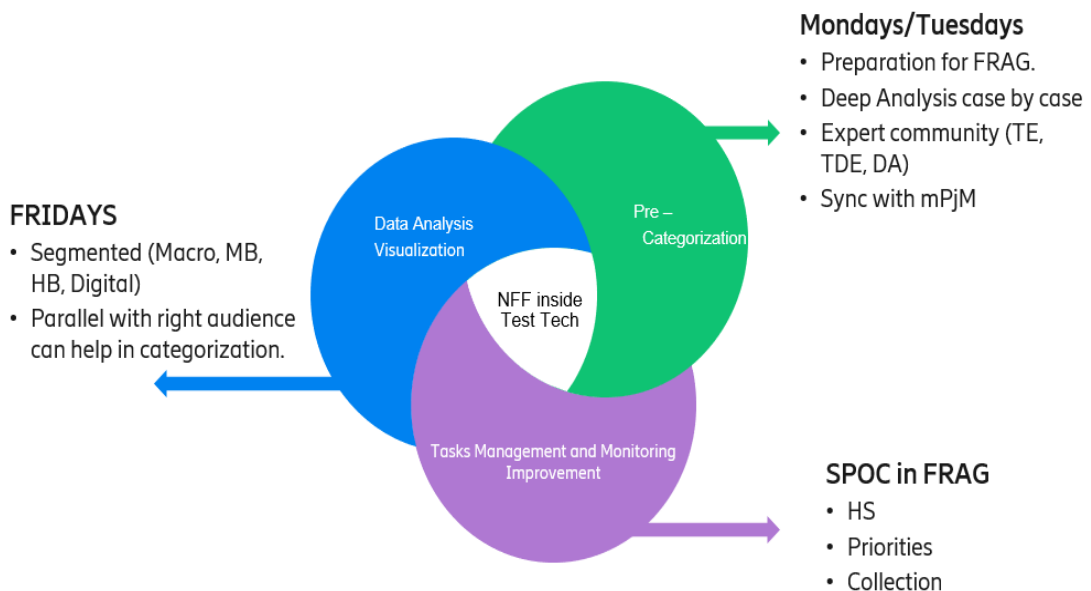 Mondays/Tuesdays
• Preparation for FRAG.
• Deep Analysis case by case
• Expert community (TE,
TDE, DA)
• Sync with mPjM
FRIDAYS
• Segmented (Macro, MB,
HB, Digital)
• Parallel with right audience
can help in categorization.
Data Analysis
Visualization
Pre –
Categorization
NFF inside
Test Tech
Tasks Management and Monitoring
Improvement
SPOC in FRAG
• HS
• Priorities
• Collection